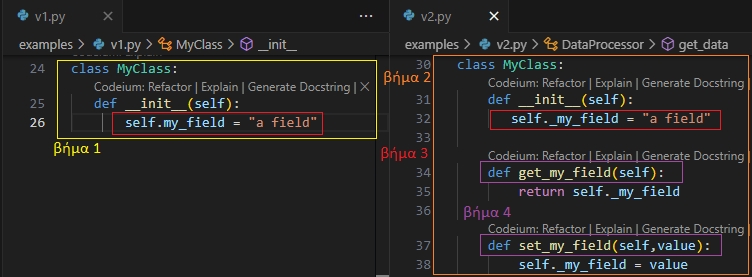 v1.py
examples > v1.py > MyClass > __init__
24 class MyClass:
Codeium: Refactor | Explain | Generate Docstring | ×
25 def __init__(self):
26 self.my_field = "a field"
βήμα 1
v2.py
examples > v2.py > DataProcessor > get_data
30 class MyClass:
βήμα 2
Codeium: Refactor | Explain | Generate Docstring
31 def __init__(self):
32 self._my_field = "a field"
33
βήμα 3
Codeium: Refactor | Explain | Generate Docstring
34 def get_my_field(self):
35 return self._my_field
36 βήμα 4
Codeium: Refactor | Explain | Generate Docstring
37 def set_my_field(self,value):
38 self._my_field = value